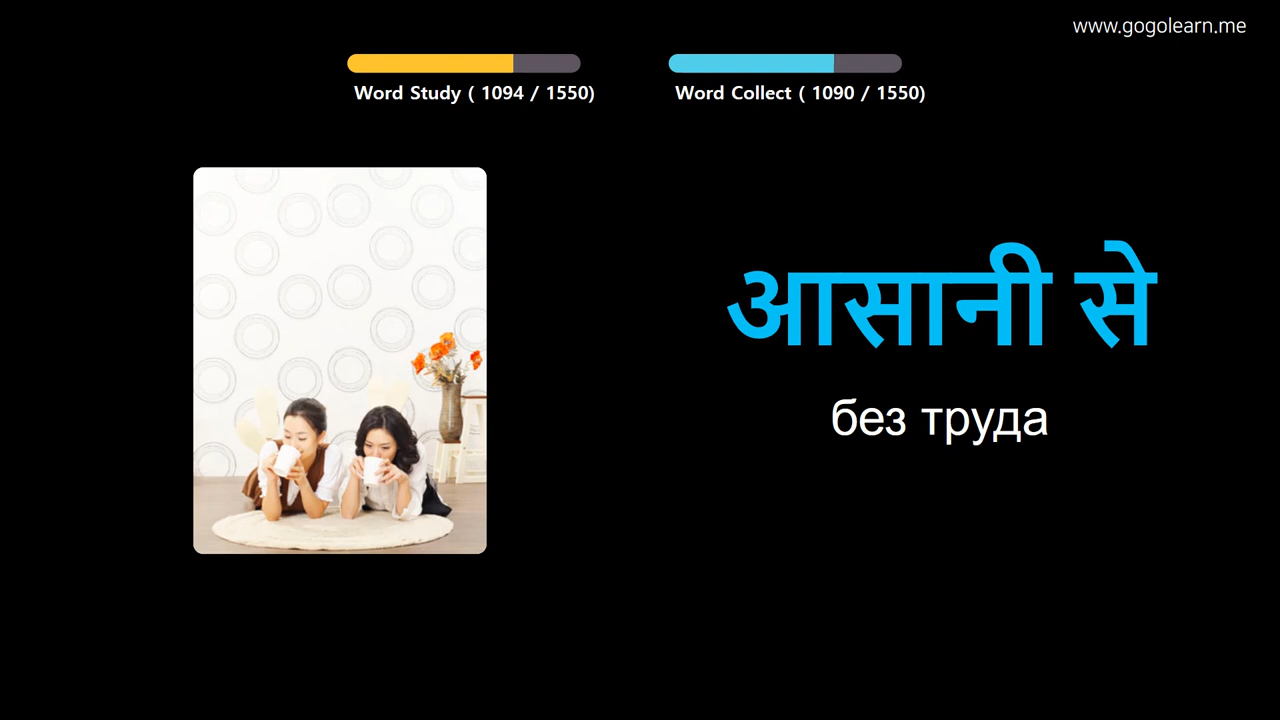 www.gogolearn.me
Word Study ( 1094 / 1550)
Word Collect ( 1090 / 1550)
आसानी से
без труда